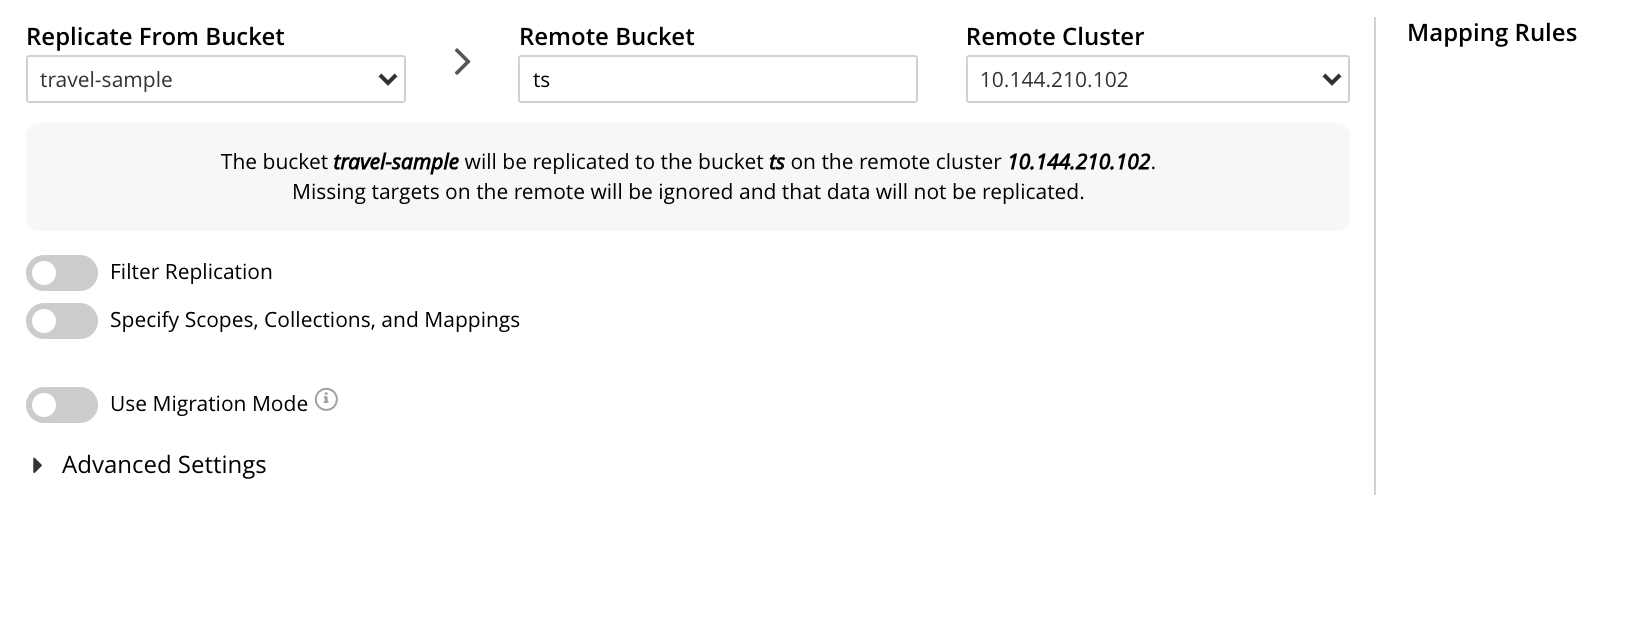 Replicate From Bucket
travel-sample
Remote Bucket
ts
Remote Cluster
10.144.210.102
Mapping Rules
The bucket travel-sample will be replicated to the bucket ts on the remote cluster 10.144.210.102.
Missing targets on the remote will be ignored and that data will not be replicated.
Filter Replication
Specify Scopes, Collections, and Mappings
Use Migration Mode
Advanced Settings